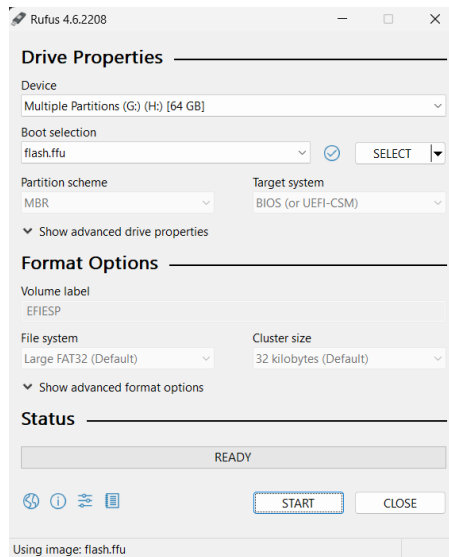 Rufus 4.6.2208
Drive Properties
Device
Multiple Partitions (G:) (H:) [64 GB]
Boot selection
flash.ffu
SELECT
Partition scheme
Target system
MBR
BIOS (or UEFI-CSM)
Show advanced drive properties
Format Options
Volume label
EFIESP
File system
Cluster size
Large FAT32 (Default)
32 kilobytes (Default)
Show advanced format options
Status
READY
START
CLOSE
Using image: flash.ffu